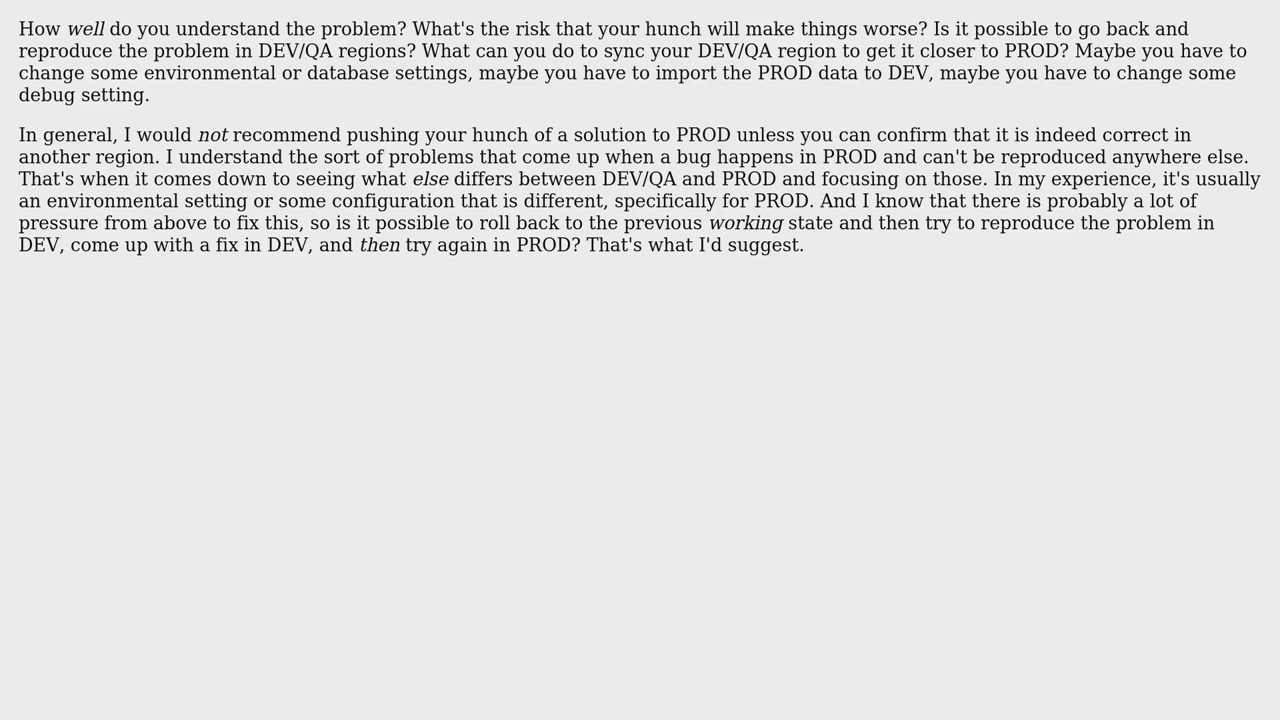 How well do you understand the problem? What's the risk that your hunch will make things worse? Is it possible to go back and
reproduce the problem in DEV/QA regions? What can you do to sync your DEV/QA region to get it closer to PROD? Maybe you have to
change some environmental or database settings, maybe you have to import the PROD data to DEV, maybe you have to change some
debug setting.
In general, I would not recommend pushing your hunch of a solution to PROD unless you can confirm that it is indeed correct in
another region. I understand the sort of problems that come up when a bug happens in PROD and can't be reproduced anywhere else.
That's when it comes down to seeing what else differs between DEV/QA and PROD and focusing on those. In my experience, it's usually
an environmental setting or some configuration that is different, specifically for PROD. And I know that there is probably a lot of
pressure from above to fix this, so is it possible to roll back to the previous working state and then try to reproduce the problem in
DEV, come up with a fix in DEV, and then try again in PROD? That's what I'd suggest.